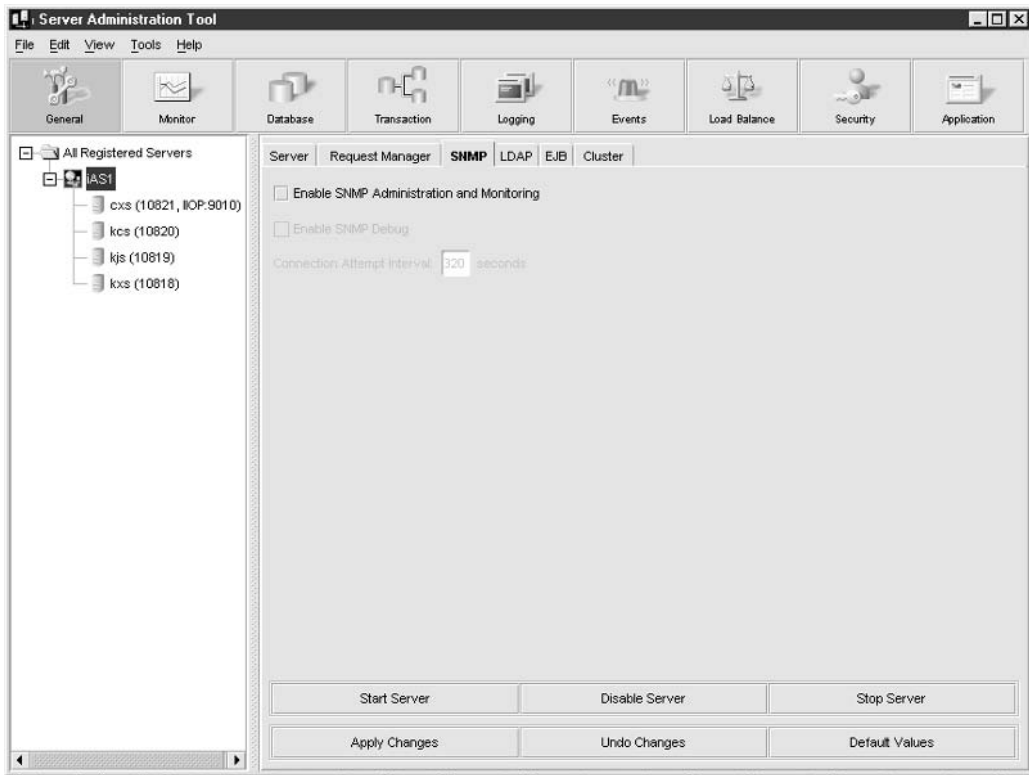 Server Administration Tool
File Edit View Tools Help
General Monitor Database Transaction Logging Events Load Balance Security Application
All Registered Servers
iAS1
cxs (10821, IIOP:9010)
kcs (10820)
kjs (10819)
kxs (10818)
Server Request Manager SNMP LDAP EJB Cluster
Enable SNMP Administration and Monitoring
Enable SNMP Debug
Connection Attempt Interval: 320 seconds
Start Server Disable Server Stop Server
Apply Changes Undo Changes Default Values